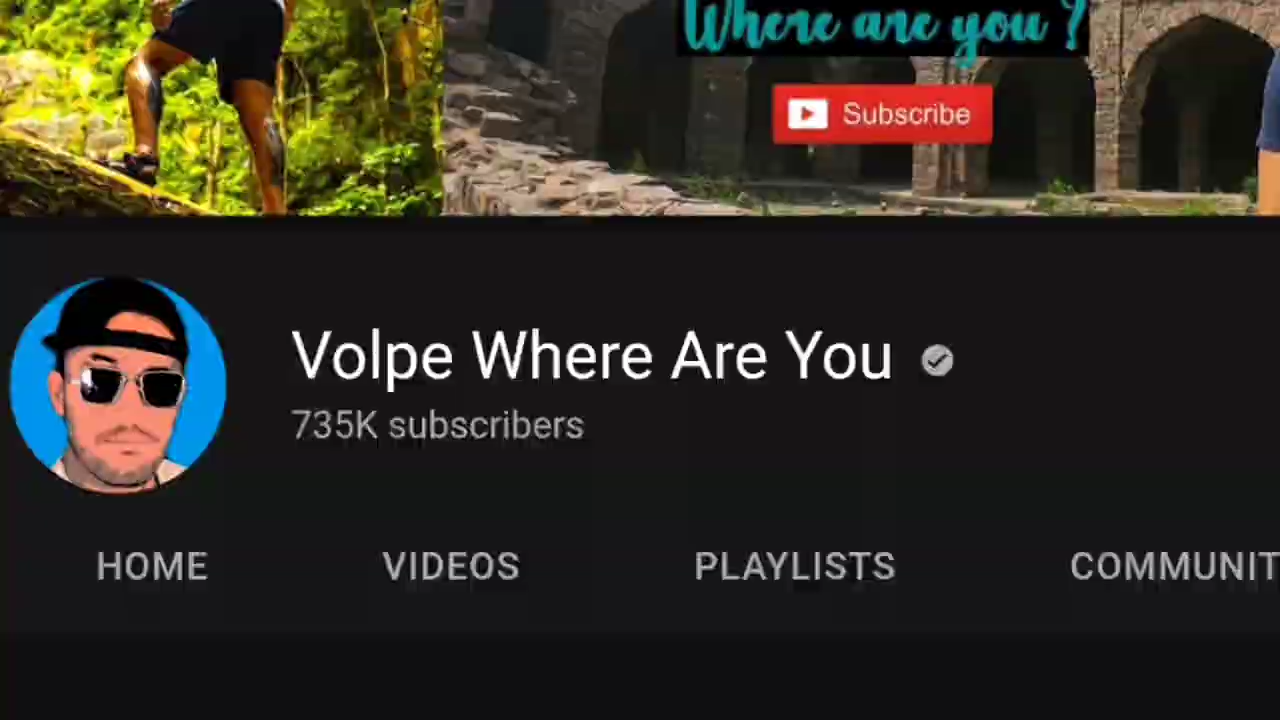 Where are you ?
Subscribe
Volpe Where Are You
735K subscribers
HOME VIDEOS PLAYLISTS COMMUNIT